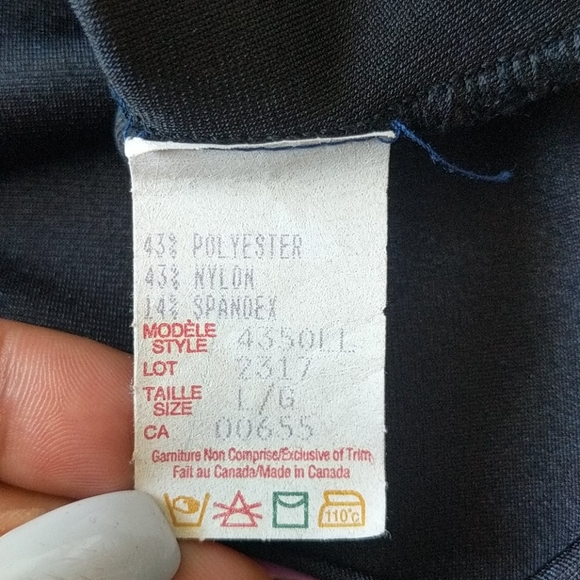 43% POLYESTER
43% NYLON
14% SPANDEX
MODÈLE
STYLE 4350FL
LOT 2317
TAILLE
SIZE L/G
CA 00655
Garniture Non Comprise/Exclusive of Trim
Fait au Canada/Made in Canada
110°C